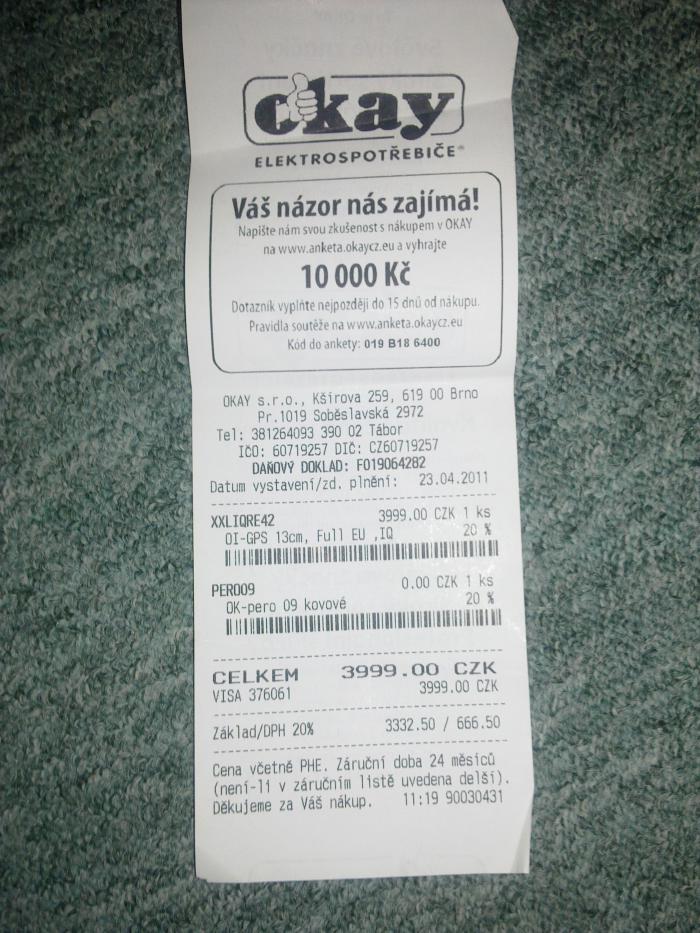 okay
ELEKTROSPOTŘEBIČE®
Váš názor nás zajímá!
Napište nám svou zkušenost s nákupem v OKAY
na www.anketa.okaycz.eu a vyhrajte
10 000 Kč
Dotazník vyplňte nejpozději do 15 dnů od nákupu.
Pravidla soutěže na www.anketa.okaycz.eu
Kód do ankety: 019 B18 6400
OKAY s.r.o., Kšírova 259, 619 00 Brno
Pr.1019 Soběslavská 2972
Tel: 381264093 390 02 Tábor
IČO: 60719257 DIČ: CZ60719257
DAŇOVÝ DOKLAD: F019064282
Datum vystavení/zd. plnění: 23.04.2011
XXLIQRE42 3999.00 CZK 1 ks
OI-GPS 13cm, Full EU ,IQ 20 %
PERO09 0.00 CZK 1 ks
OK-pero 09 kovové 20 %
CELKEM 3999.00 CZK
VISA 376061 3999.00 CZK
Základ/DPH 20% 3332.50 / 666.50
Cena včetně PHE. Záruční doba 24 měsíců
(není-li v záručním listě uvedena delší).
Děkujeme za Váš nákup. 11:19 90030431